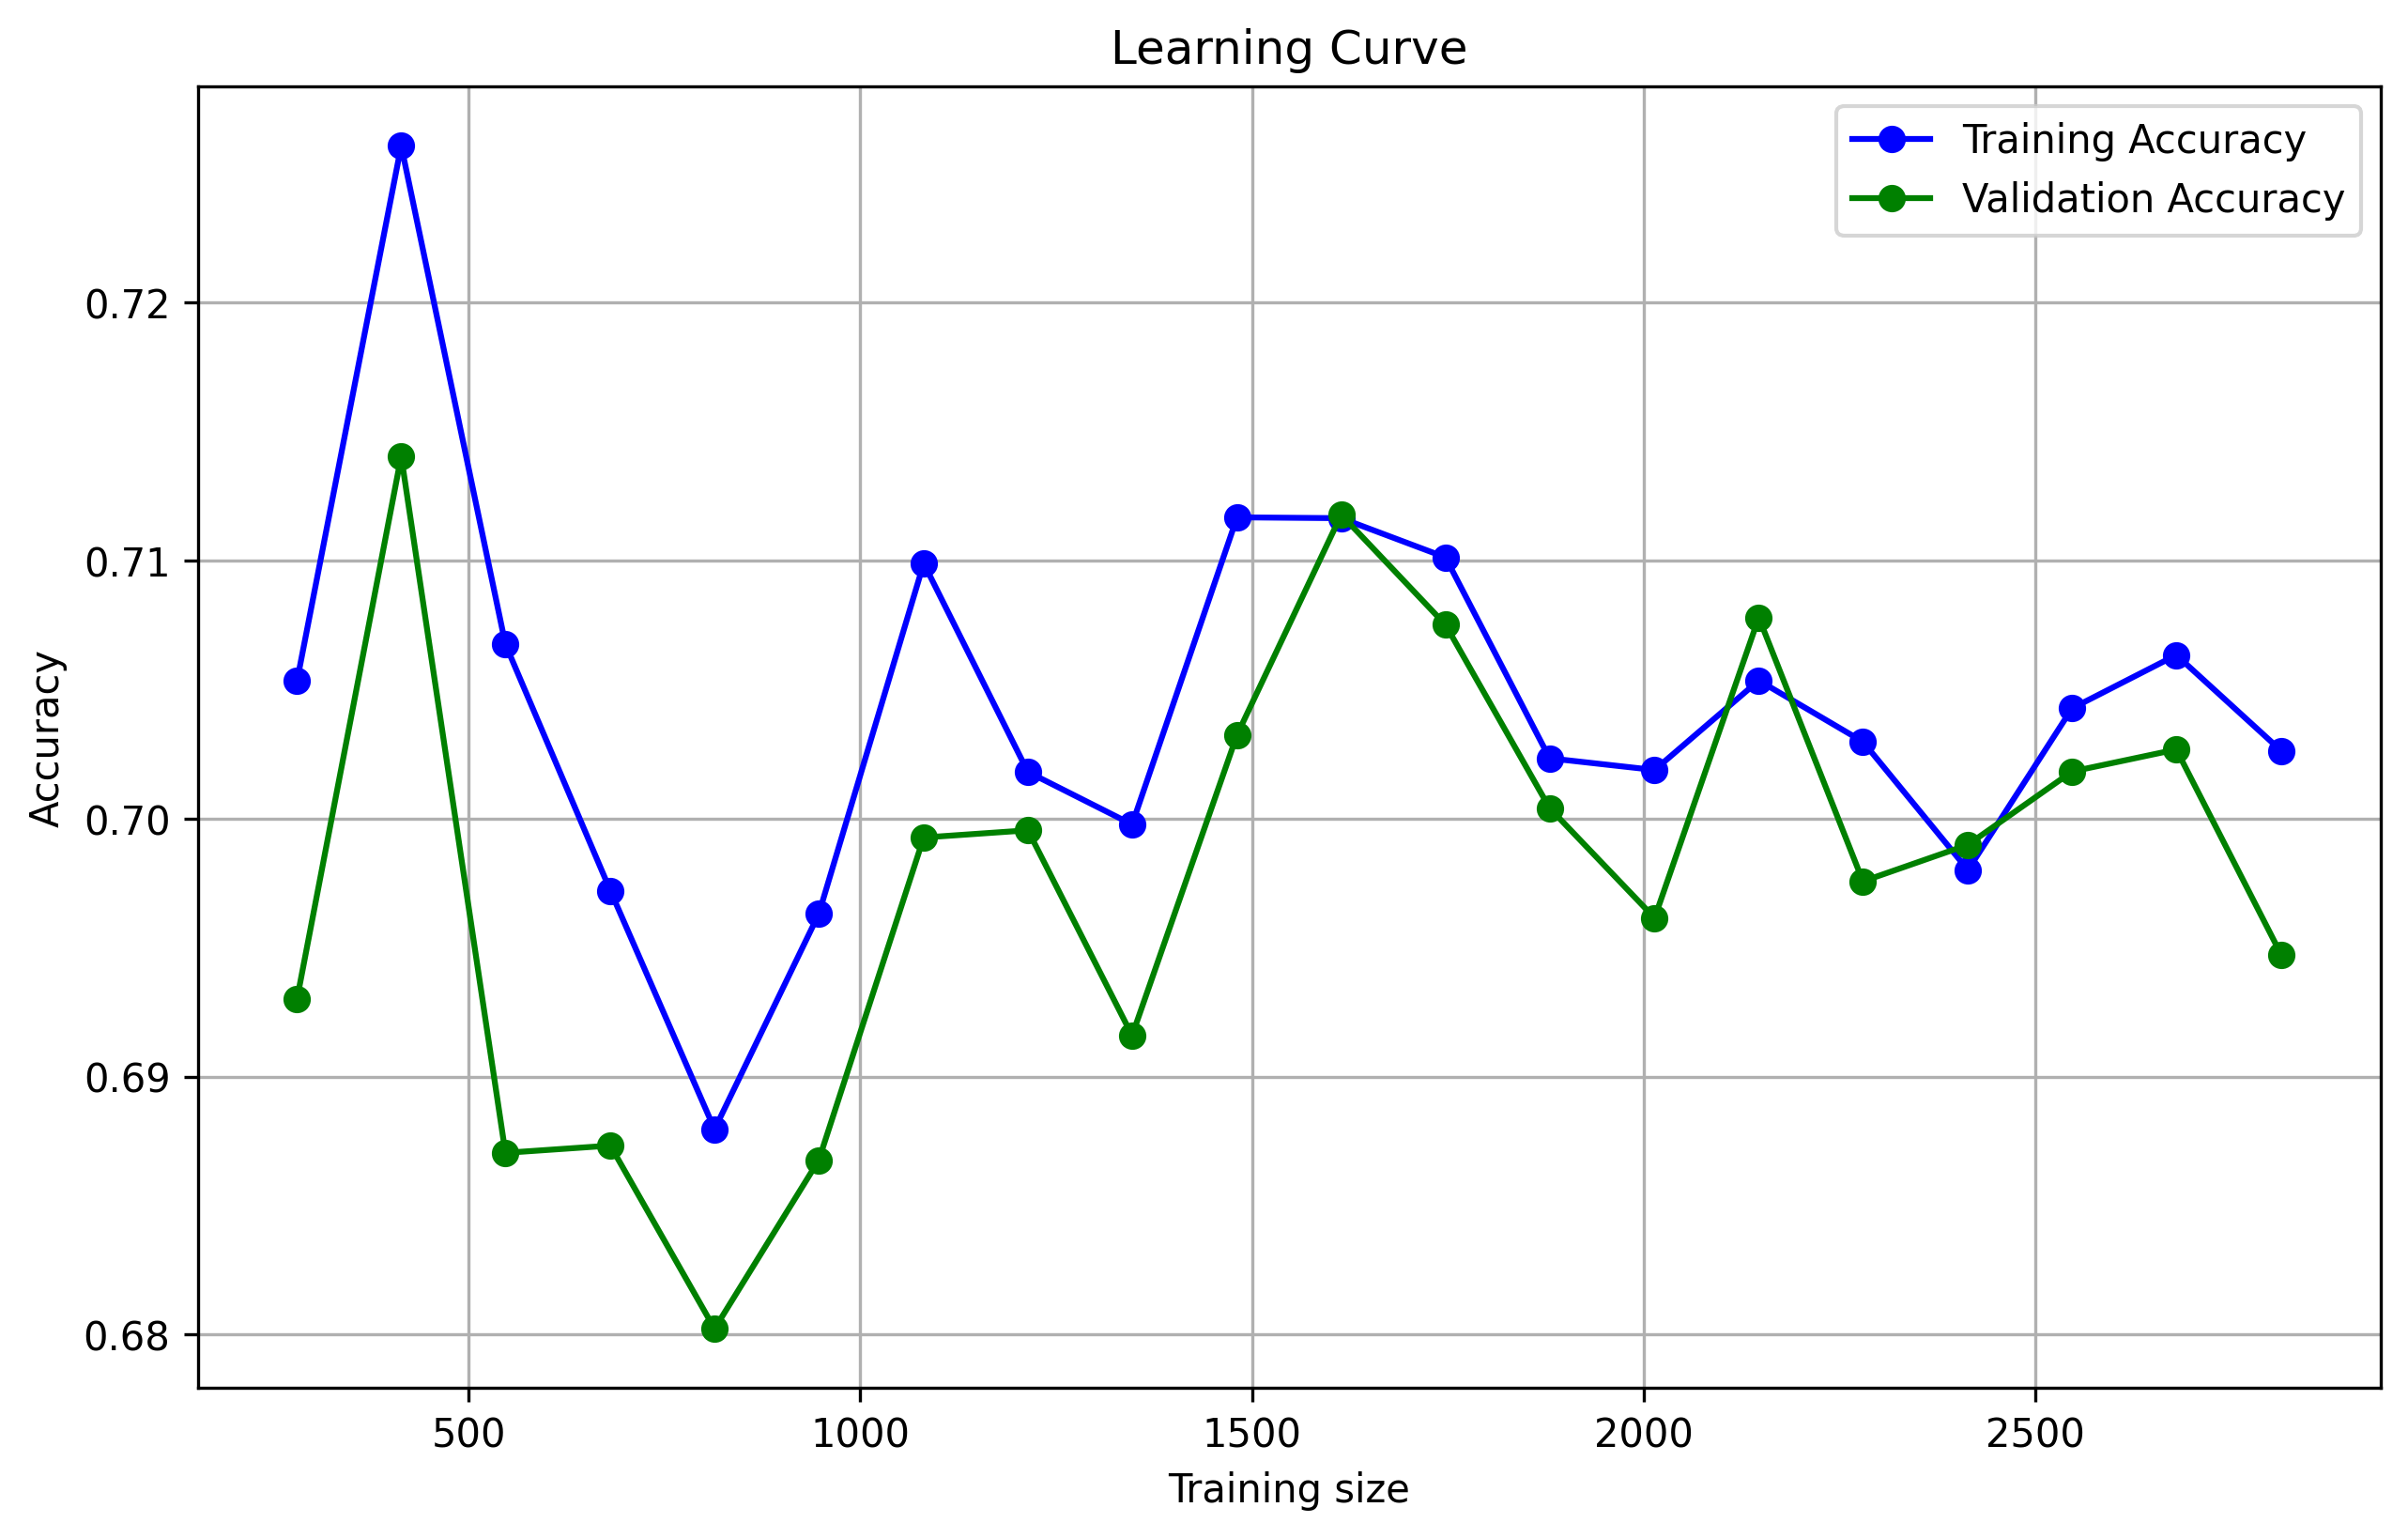 Learning Curve
Training Accuracy
Validation Accuracy
Accuracy
0.72
0.71
0.70
0.69
0.68
500 1000 1500 2000 2500
Training size